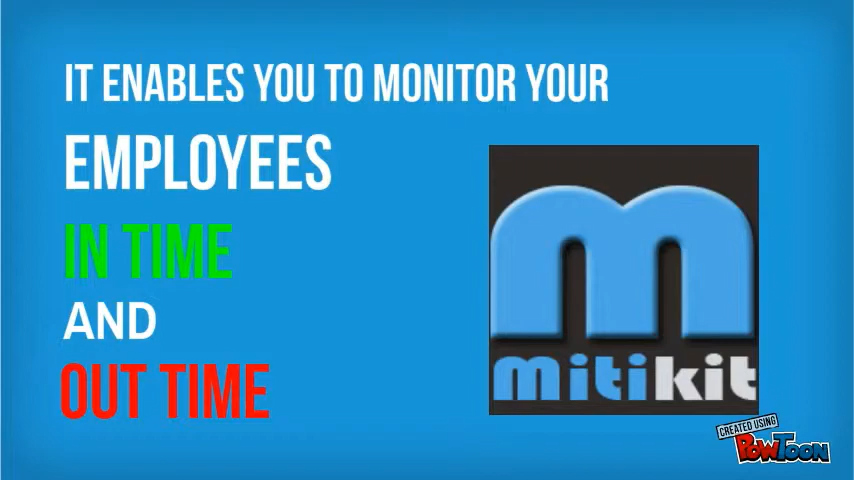 IT ENABLES YOU TO MONITOR YOUR
EMPLOYEES
IN TIME
AND
OUT TIME
m
mitikit
CREATED USING
POWTOON